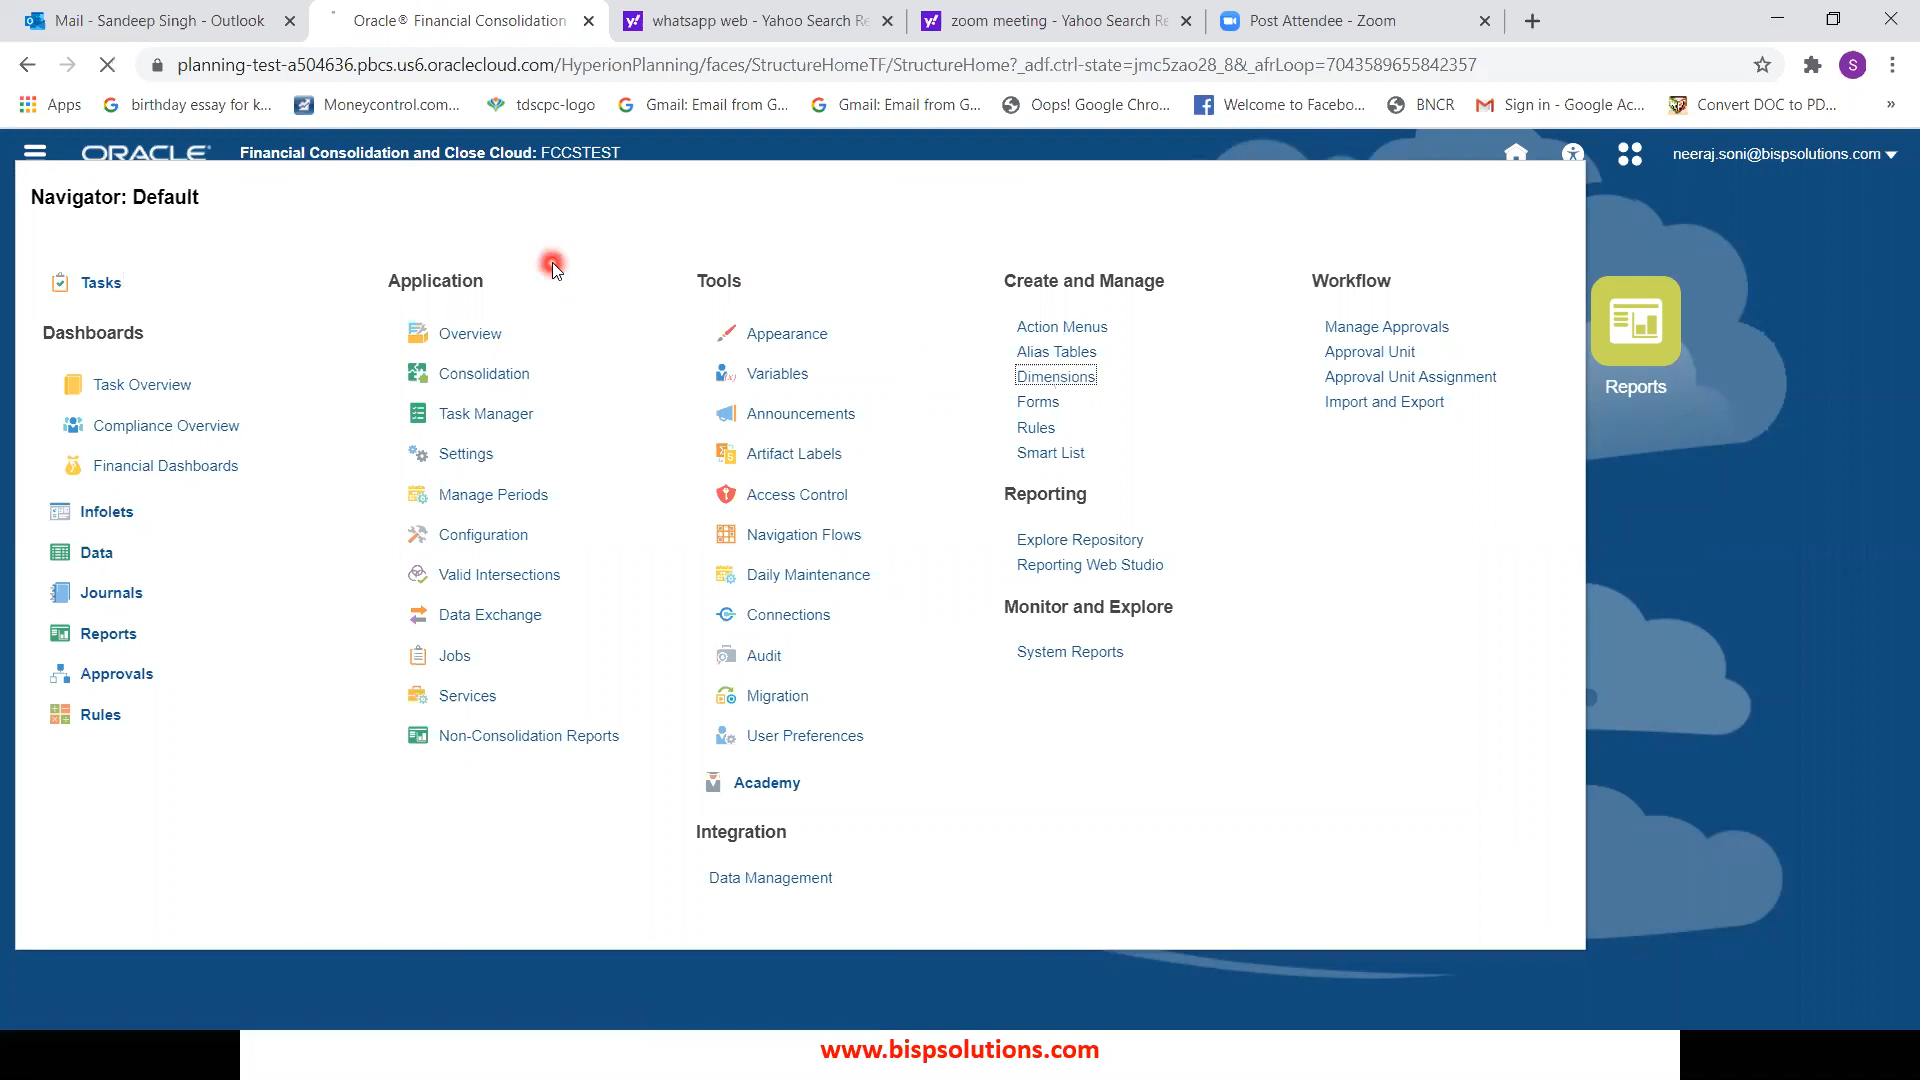 Mail - Sandeep Singh - Outlook
Oracle® Financial Consolidation
whatsapp web - Yahoo Search Re
zoom meeting - Yahoo Search Re
Post Attendee - Zoom
planning-test-a504636.pbcs.us6.oraclecloud.com/HyperionPlanning/faces/StructureHomeTF/StructureHome?_adf.ctrl-state=jmc5zao28_8&_afrLoop=7043589655842357
S
Apps
birthday essay for k...
Moneycontrol.com...
tdscpc-logo
Gmail: Email from G...
Gmail: Email from G...
Oops! Google Chro...
Welcome to Facebo...
BNCR
Sign in - Google Ac...
Convert DOC to PD...
»
ORACLE
Financial Consolidation and Close Cloud: FCCSTEST
neeraj.soni@bispsolutions.com
Navigator: Default
Tasks
Dashboards
Task Overview
Compliance Overview
Financial Dashboards
Infolets
Data
Journals
Reports
Approvals
Rules
Application
Overview
Consolidation
Task Manager
Settings
Manage Periods
Configuration
Valid Intersections
Data Exchange
Jobs
Services
Non-Consolidation Reports
Tools
Appearance
Variables
Announcements
Artifact Labels
Access Control
Navigation Flows
Daily Maintenance
Connections
Audit
Migration
User Preferences
Academy
Integration
Data Management
Create and Manage
Action Menus
Alias Tables
Dimensions
Forms
Rules
Smart List
Reporting
Explore Repository
Reporting Web Studio
Monitor and Explore
System Reports
Workflow
Manage Approvals
Approval Unit
Approval Unit Assignment
Import and Export
Reports
www.bispsolutions.com